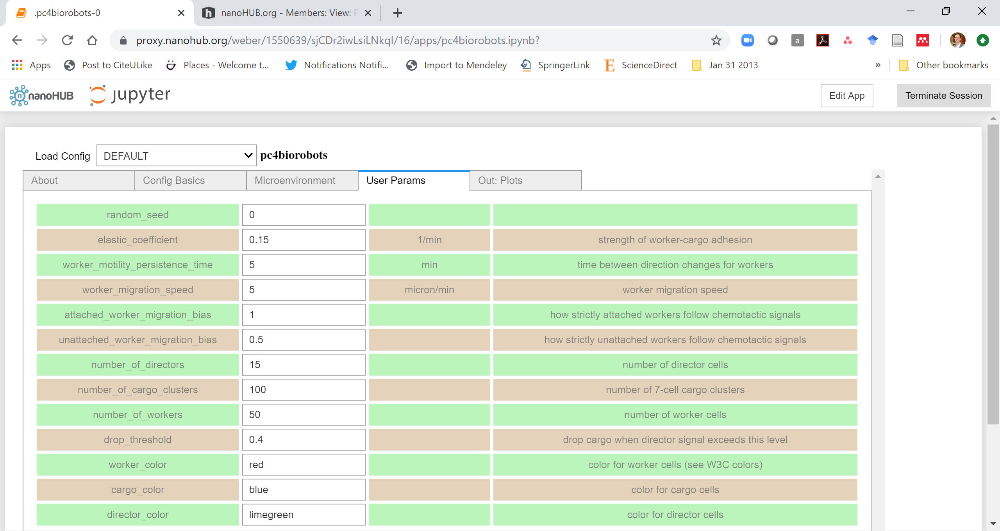 .pc4biorobots-0
nanoHUB.org - Members: View: P
proxy.nanohub.org/weber/1550639/sjCDr2iwLsiLNkqI/16/apps/pc4biorobots.ipynb?
Apps Post to CiteULike Places - Welcome t... Notifications Notifi... Import to Mendeley SpringerLink E ScienceDirect Jan 31 2013 » Other bookmarks
nanoHUB jupyter Edit App Terminate Session
Load Config DEFAULT pc4biorobots
About Config Basics Microenvironment User Params Out: Plots
random_seed 0
elastic_coefficient 0.15 1/min strength of worker-cargo adhesion
worker_motility_persistence_time 5 min time between direction changes for workers
worker_migration_speed 5 micron/min worker migration speed
attached_worker_migration_bias 1 how strictly attached workers follow chemotactic signals
unattached_worker_migration_bias 0.5 how strictly unattached workers follow chemotactic signals
number_of_directors 15 number of director cells
number_of_cargo_clusters 100 number of 7-cell cargo clusters
number_of_workers 50 number of worker cells
drop_threshold 0.4 drop cargo when director signal exceeds this level
worker_color red color for worker cells (see W3C colors)
cargo_color blue color for cargo cells
director_color limegreen color for director cells